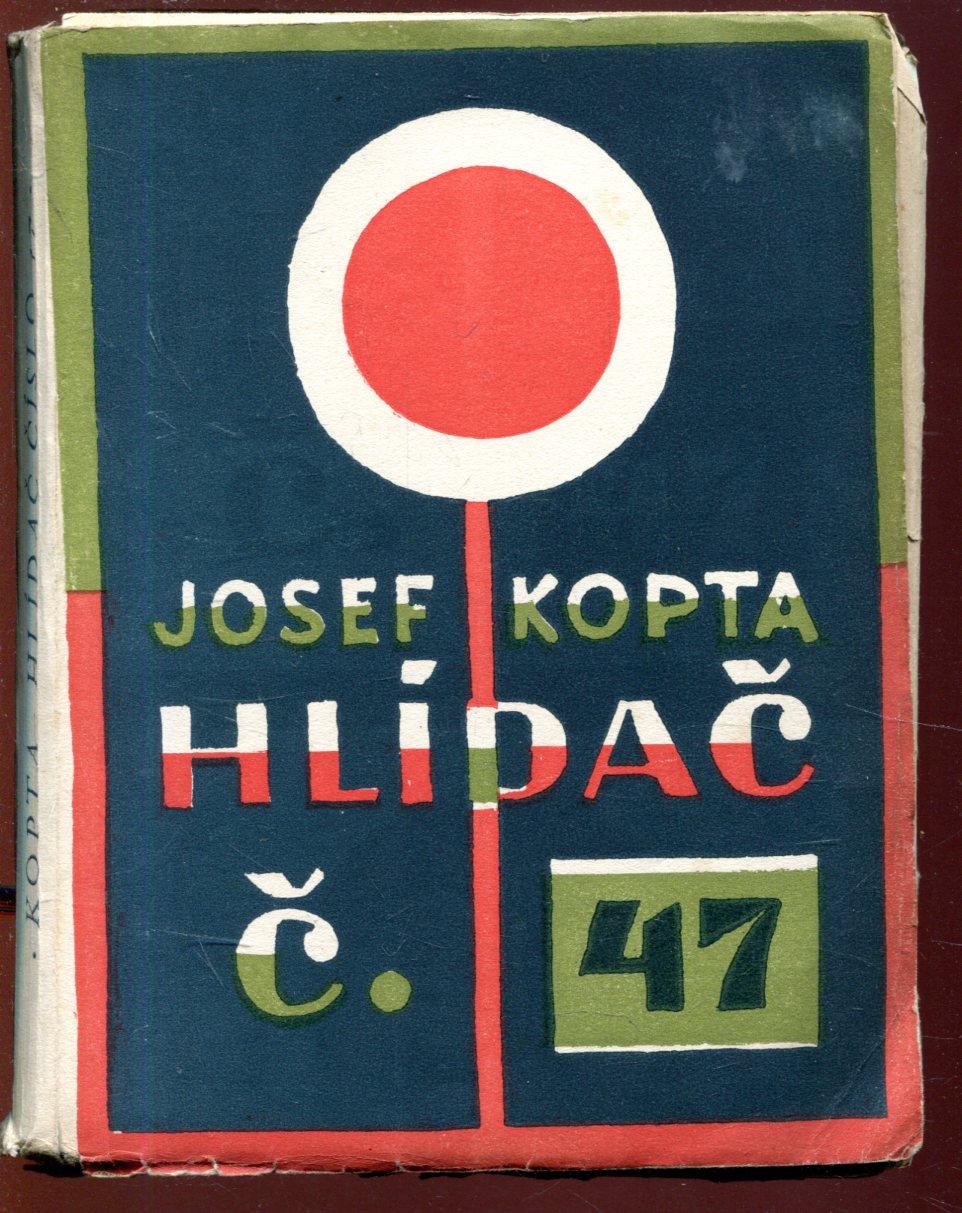 JOSEF KOPTA
HLÍDAČ
Č. 47
· KOPTA HLÍDAČ ČÍSLO